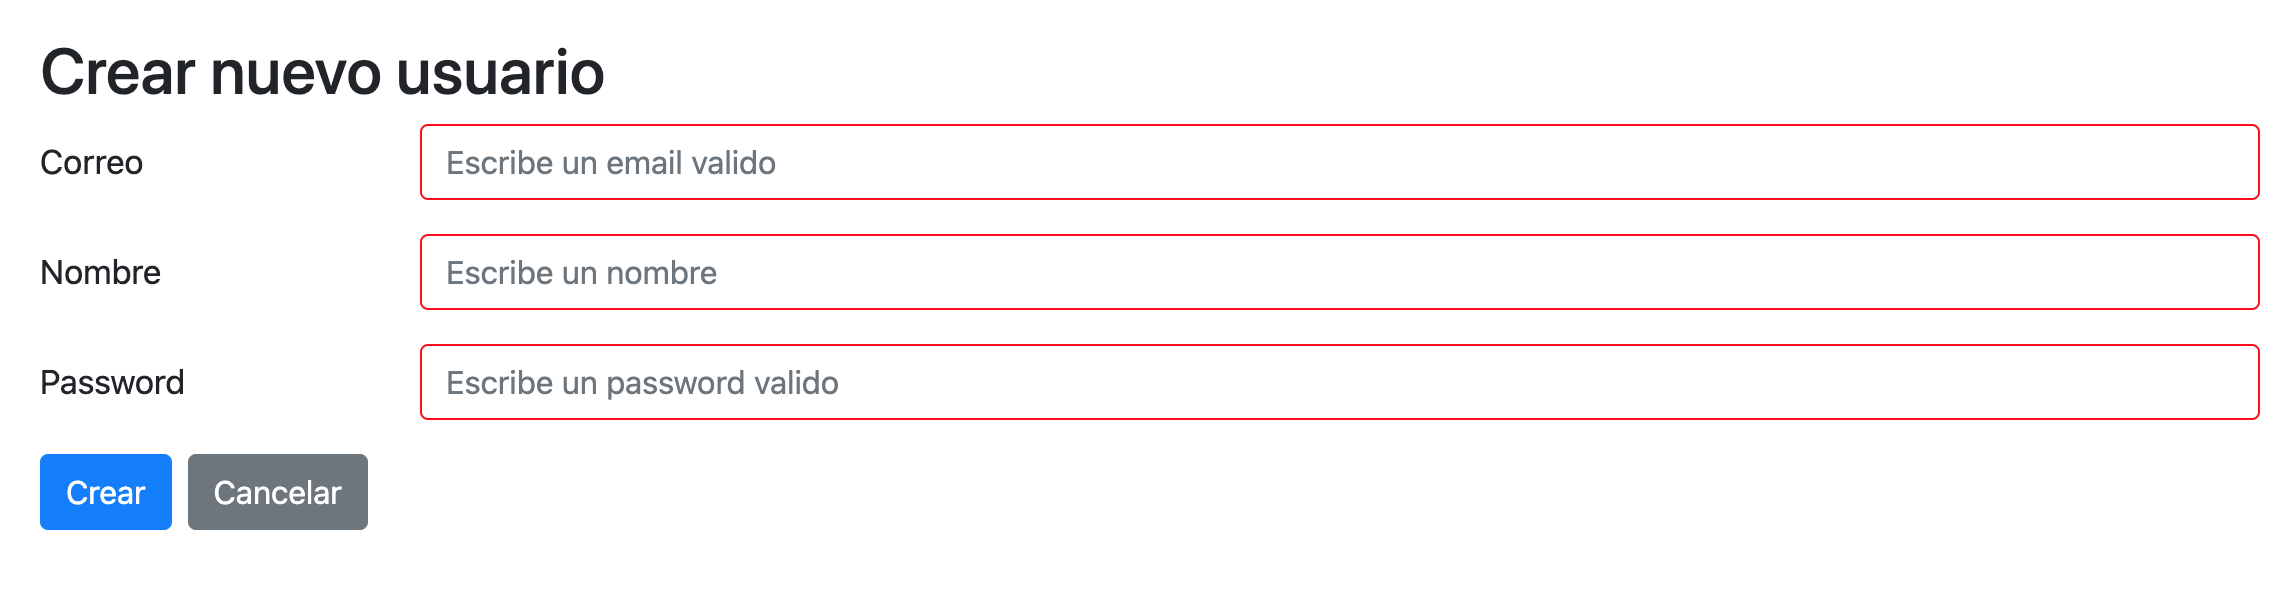 Crear nuevo usuario
Correo Escribe un email valido
Nombre Escribe un nombre
Password Escribe un password valido
Crear Cancelar